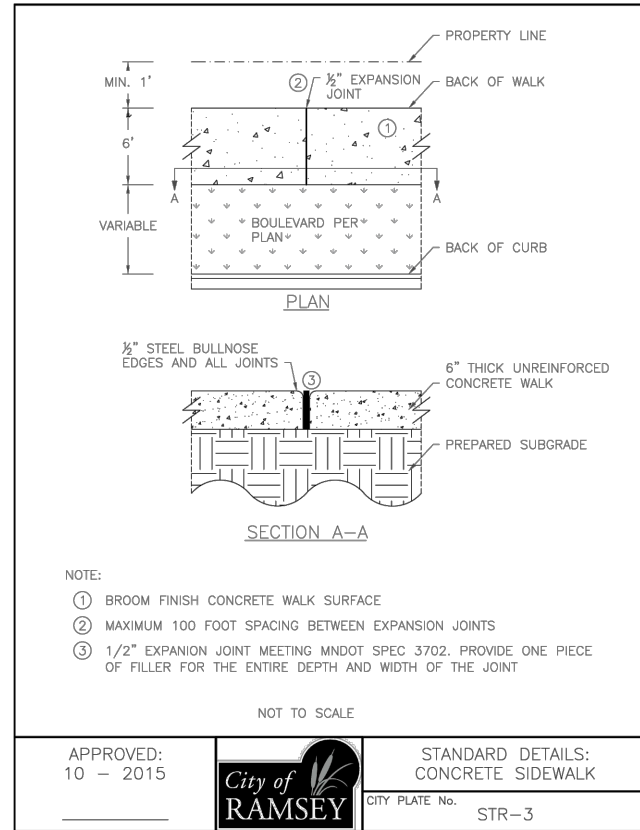 PROPERTY LINE
MIN. 1'
② ½" EXPANSION
JOINT
BACK OF WALK
①
6'
A
A
VARIABLE
BOULEVARD PER
PLAN
BACK OF CURB
PLAN
½" STEEL BULLNOSE
EDGES AND ALL JOINTS
③
6" THICK UNREINFORCED
CONCRETE WALK
PREPARED SUBGRADE
SECTION A–A
NOTE:
① BROOM FINISH CONCRETE WALK SURFACE
② MAXIMUM 100 FOOT SPACING BETWEEN EXPANSION JOINTS
③ 1/2" EXPANION JOINT MEETING MNDOT SPEC 3702. PROVIDE ONE PIECE
OF FILLER FOR THE ENTIRE DEPTH AND WIDTH OF THE JOINT
NOT TO SCALE
APPROVED:
10 – 2015
City of
RAMSEY
STANDARD DETAILS:
CONCRETE SIDEWALK
CITY PLATE No.
STR–3